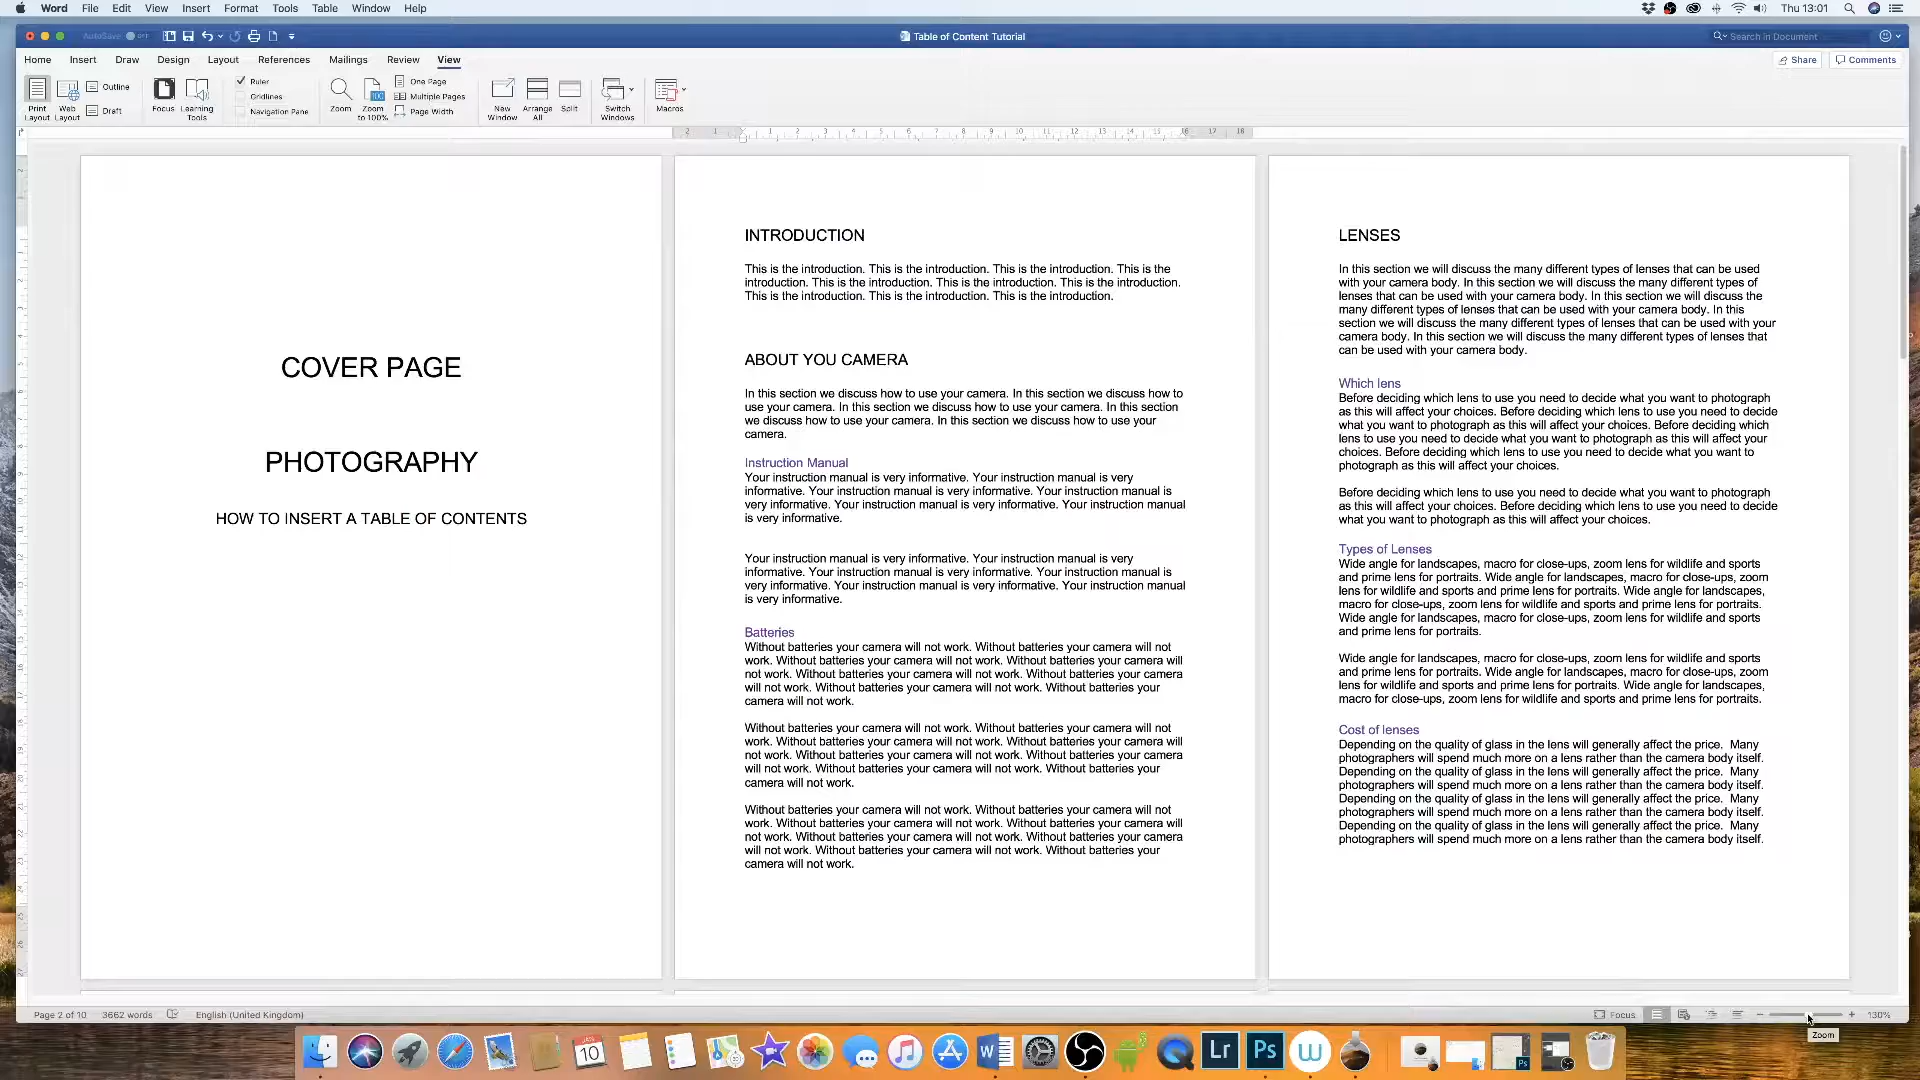 Word File Edit View Insert Format Tools Table Window Help Thu 13:01
AutoSave OFF Table of Content Tutorial Search in Document
Home Insert Draw Design Layout References Mailings Review View Share Comments
Print Layout Web Layout Outline Draft Focus Learning Tools Ruler Gridlines Navigation Pane Zoom Zoom to 100% One Page Multiple Pages Page Width New Window Arrange All Split Switch Windows Macros
2 1 1 2 3 4 5 6 7 8 9 10 11 12 13 14 15 16 17 18
COVER PAGE
PHOTOGRAPHY
HOW TO INSERT A TABLE OF CONTENTS
INTRODUCTION
This is the introduction. This is the introduction. This is the introduction. This is the
introduction. This is the introduction. This is the introduction. This is the introduction.
This is the introduction. This is the introduction. This is the introduction.
ABOUT YOU CAMERA
In this section we discuss how to use your camera. In this section we discuss how to
use your camera. In this section we discuss how to use your camera. In this section
we discuss how to use your camera. In this section we discuss how to use your
camera.
Instruction Manual
Your instruction manual is very informative. Your instruction manual is very
informative. Your instruction manual is very informative. Your instruction manual is
very informative. Your instruction manual is very informative. Your instruction manual
is very informative.
Your instruction manual is very informative. Your instruction manual is very
informative. Your instruction manual is very informative. Your instruction manual is
very informative. Your instruction manual is very informative. Your instruction manual
is very informative.
Batteries
Without batteries your camera will not work. Without batteries your camera will not
work. Without batteries your camera will not work. Without batteries your camera will
not work. Without batteries your camera will not work. Without batteries your camera
will not work. Without batteries your camera will not work. Without batteries your
camera will not work.
Without batteries your camera will not work. Without batteries your camera will not
work. Without batteries your camera will not work. Without batteries your camera will
not work. Without batteries your camera will not work. Without batteries your camera
will not work. Without batteries your camera will not work. Without batteries your
camera will not work.
Without batteries your camera will not work. Without batteries your camera will not
work. Without batteries your camera will not work. Without batteries your camera will
not work. Without batteries your camera will not work. Without batteries your camera
will not work. Without batteries your camera will not work. Without batteries your
camera will not work.
LENSES
In this section we will discuss the many different types of lenses that can be used
with your camera body. In this section we will discuss the many different types of
lenses that can be used with your camera body. In this section we will discuss the
many different types of lenses that can be used with your camera body. In this
section we will discuss the many different types of lenses that can be used with your
camera body. In this section we will discuss the many different types of lenses that
can be used with your camera body.
Which lens
Before deciding which lens to use you need to decide what you want to photograph
as this will affect your choices. Before deciding which lens to use you need to decide
what you want to photograph as this will affect your choices. Before deciding which
lens to use you need to decide what you want to photograph as this will affect your
choices. Before deciding which lens to use you need to decide what you want to
photograph as this will affect your choices.
Before deciding which lens to use you need to decide what you want to photograph
as this will affect your choices. Before deciding which lens to use you need to decide
what you want to photograph as this will affect your choices.
Types of Lenses
Wide angle for landscapes, macro for close-ups, zoom lens for wildlife and sports
and prime lens for portraits. Wide angle for landscapes, macro for close-ups, zoom
lens for wildlife and sports and prime lens for portraits. Wide angle for landscapes,
macro for close-ups, zoom lens for wildlife and sports and prime lens for portraits.
Wide angle for landscapes, macro for close-ups, zoom lens for wildlife and sports
and prime lens for portraits.
Wide angle for landscapes, macro for close-ups, zoom lens for wildlife and sports
and prime lens for portraits. Wide angle for landscapes, macro for close-ups, zoom
lens for wildlife and sports and prime lens for portraits. Wide angle for landscapes,
macro for close-ups, zoom lens for wildlife and sports and prime lens for portraits.
Cost of lenses
Depending on the quality of glass in the lens will generally affect the price. Many
photographers will spend much more on a lens rather than the camera body itself.
Depending on the quality of glass in the lens will generally affect the price. Many
photographers will spend much more on a lens rather than the camera body itself.
Depending on the quality of glass in the lens will generally affect the price. Many
photographers will spend much more on a lens rather than the camera body itself.
Depending on the quality of glass in the lens will generally affect the price. Many
photographers will spend much more on a lens rather than the camera body itself.
Page 2 of 10 3662 words English (United Kingdom) Focus 130%
Zoom
JAN 10 W Lr Ps W Ps